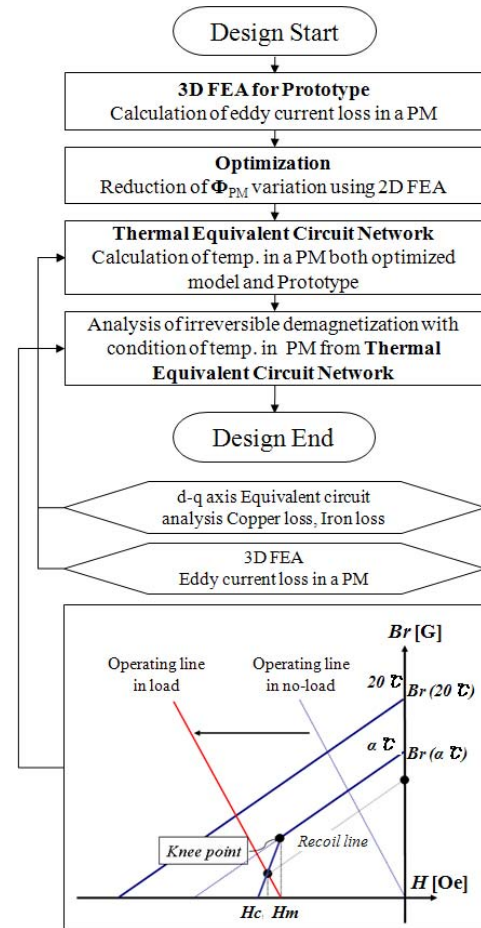 Design Start
3D FEA for Prototype
Calculation of eddy current loss in a PM
Optimization
Reduction of ΦPM variation using 2D FEA
Thermal Equivalent Circuit Network
Calculation of temp. in a PM both optimized
model and Prototype
Analysis of irreversible demagnetization with
condition of temp. in PM from Thermal
Equivalent Circuit Network
Design End
d-q axis Equivalent circuit
analysis Copper loss, Iron loss
3D FEA
Eddy current loss in a PM
Br [G]
Operating line
in load
Operating line
in no-load
20 ℃
Br (20 ℃)
α ℃
Br (α ℃)
Knee point
Recoil line
H [Oe]
Hc
Hm